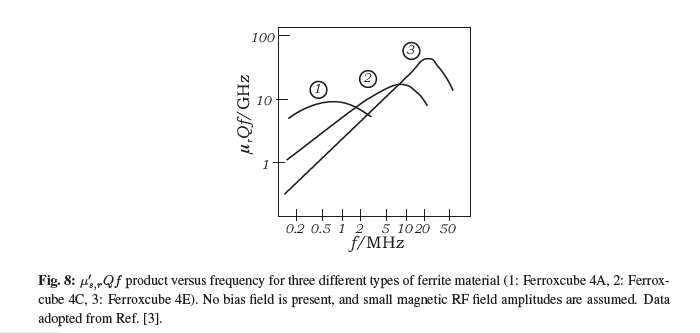 100
3
2
1
μrQf/GHz
10
1
0.2 0.5 1 2 5 10 20 50
f/MHz
Fig. 8: μ′s,rQf product versus frequency for three different types of ferrite material (1: Ferroxcube 4A, 2: Ferrox-
cube 4C, 3: Ferroxcube 4E). No bias field is present, and small magnetic RF field amplitudes are assumed. Data
adopted from Ref. [3].